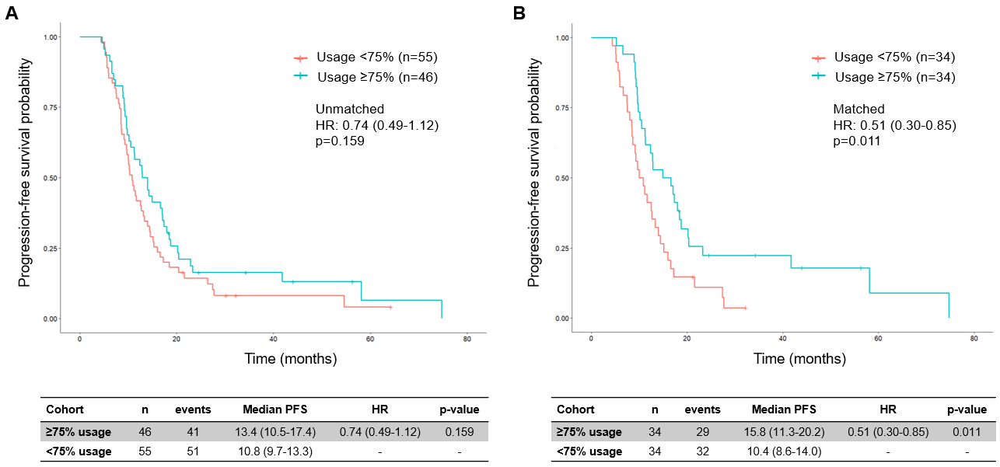 A
Progression-free survival probability
1.00
0.75
0.50
0.25
0.00
Usage <75% (n=55)
Usage ≥75% (n=46)
Unmatched
HR: 0.74 (0.49-1.12)
p=0.159
0 20 40 60 80
Time (months)
Cohort n events Median PFS HR p-value
≥75% usage 46 41 13.4 (10.5-17.4) 0.74 (0.49-1.12) 0.159
<75% usage 55 51 10.8 (9.7-13.3) - -
B
Progression-free survival probability
1.00
0.75
0.50
0.25
0.00
Usage <75% (n=34)
Usage ≥75% (n=34)
Matched
HR: 0.51 (0.30-0.85)
p=0.011
0 20 40 60 80
Time (months)
Cohort n events Median PFS HR p-value
≥75% usage 34 29 15.8 (11.3-20.2) 0.51 (0.30-0.85) 0.011
<75% usage 34 32 10.4 (8.6-14.0) - -